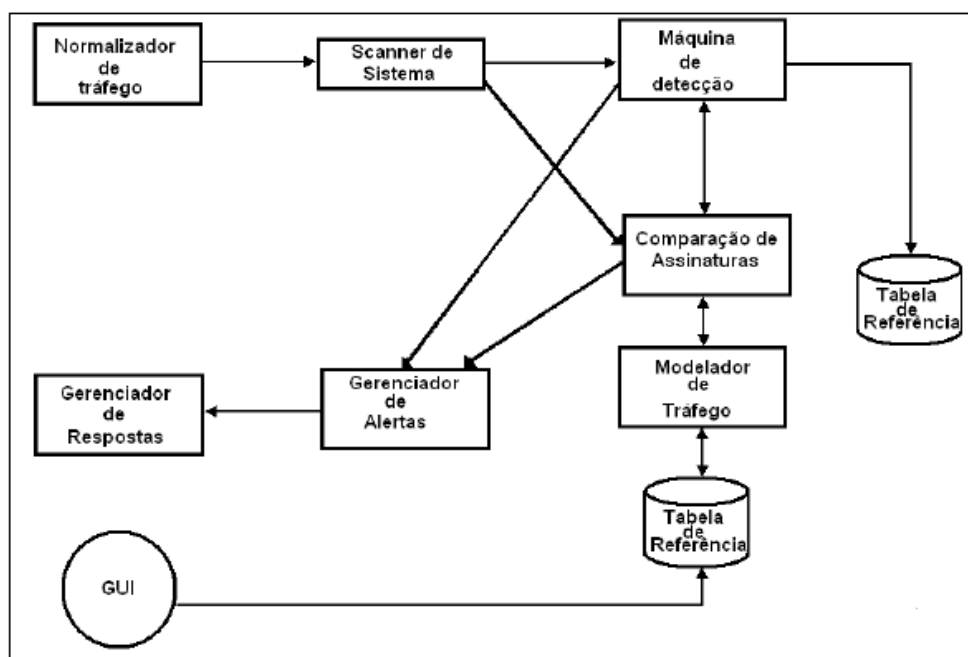 Normalizador
de
tráfego
Scanner de
Sistema
Máquina
de
detecção
Comparação de
Assinaturas
Tabela
de
Referência
Gerenciador
de
Respostas
Gerenciador
de
Alertas
Modelador
de
Tráfego
Tabela
de
Referência
GUI